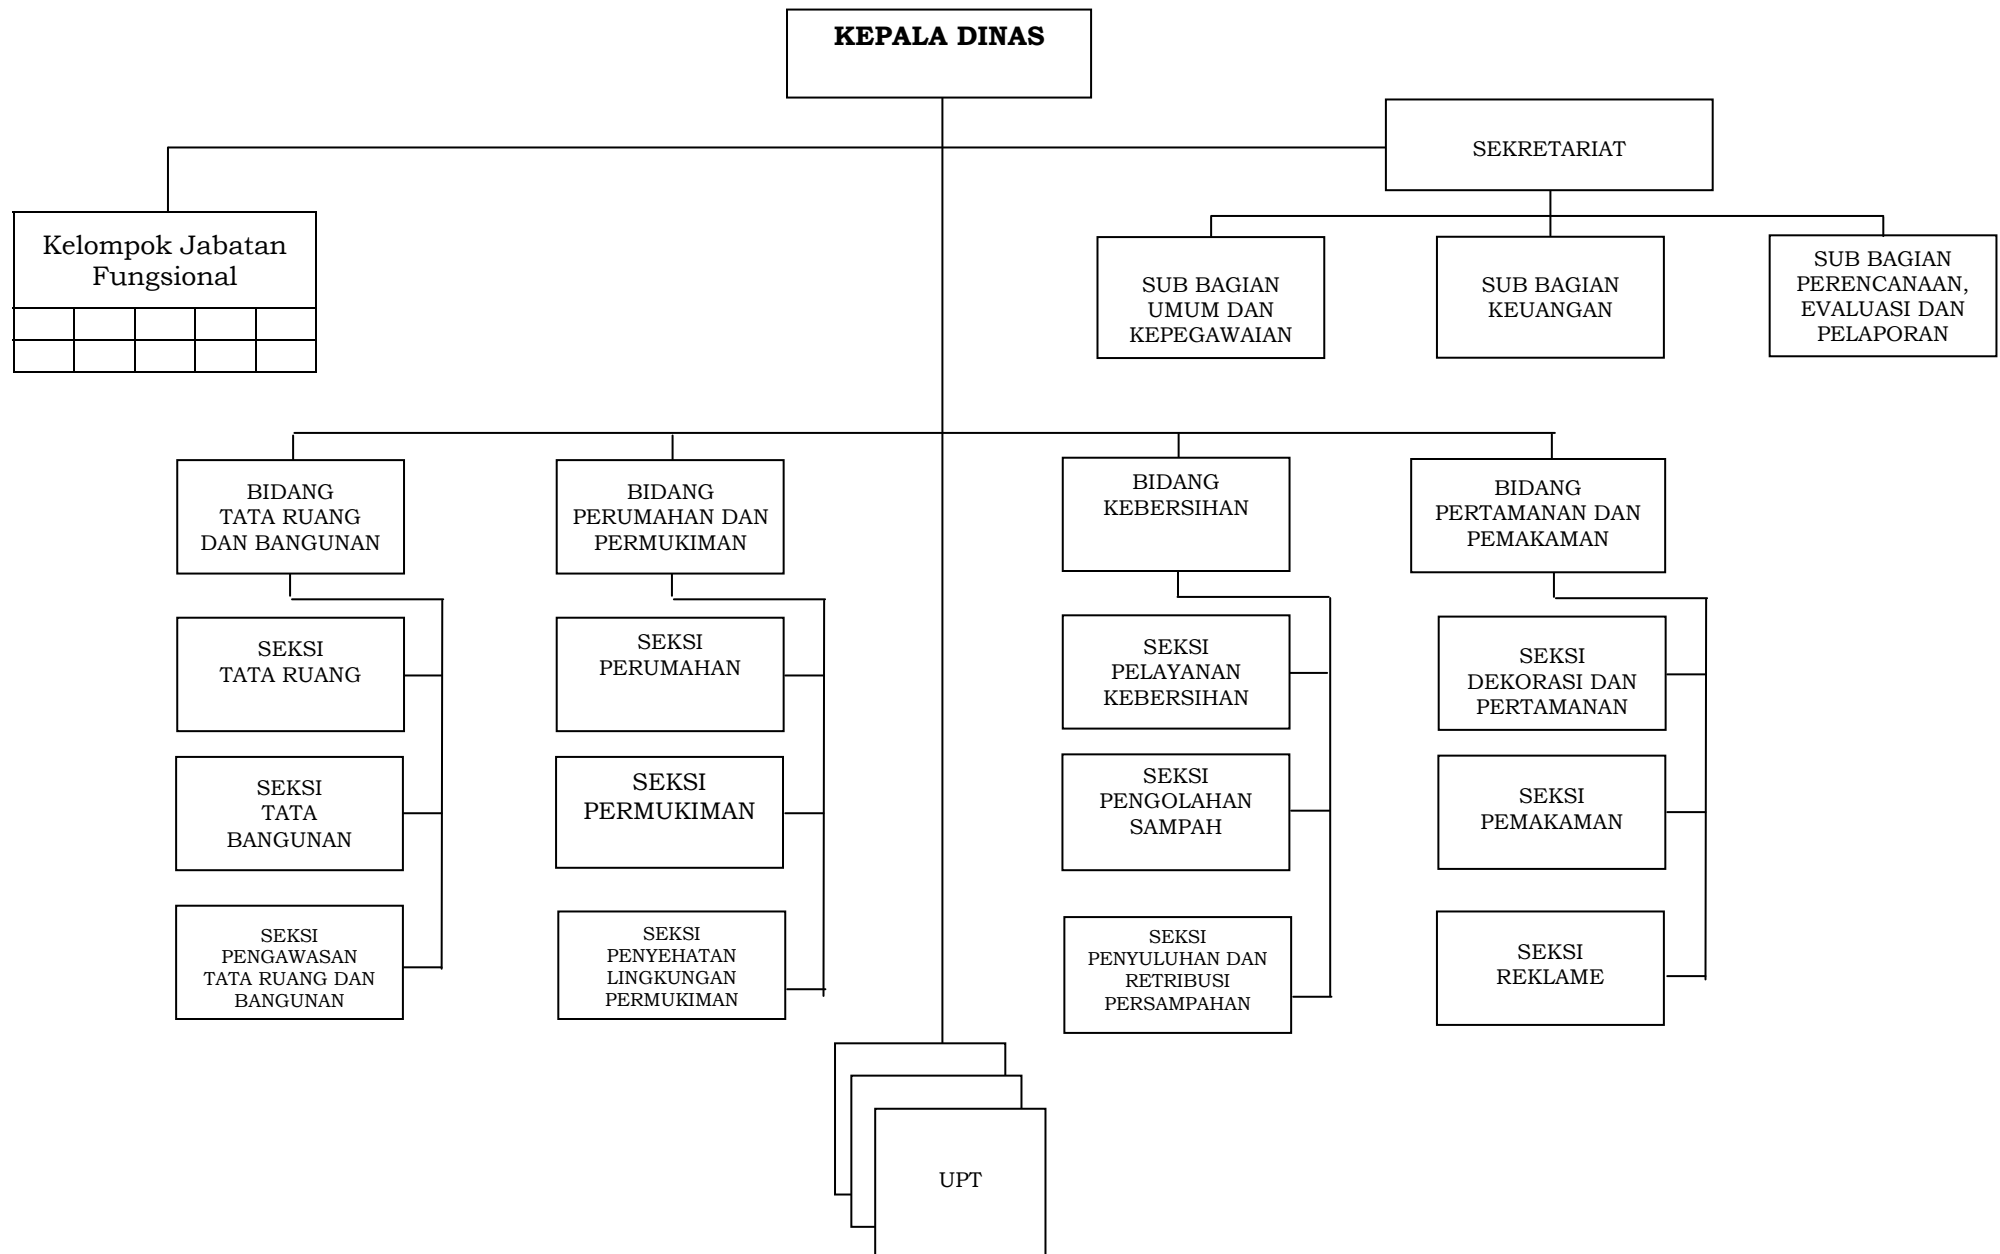 KEPALA DINAS
SEKRETARIAT
Kelompok Jabatan
Fungsional
SUB BAGIAN
UMUM DAN
KEPEGAWAIAN
SUB BAGIAN
KEUANGAN
SUB BAGIAN
PERENCANAAN,
EVALUASI DAN
PELAPORAN
BIDANG
TATA RUANG
DAN BANGUNAN
BIDANG
PERUMAHAN DAN
PERMUKIMAN
BIDANG
KEBERSIHAN
BIDANG
PERTAMANAN DAN
PEMAKAMAN
SEKSI
TATA RUANG
SEKSI
PERUMAHAN
SEKSI
PELAYANAN
KEBERSIHAN
SEKSI
DEKORASI DAN
PERTAMANAN
SEKSI
TATA
BANGUNAN
SEKSI
PERMUKIMAN
SEKSI
PENGOLAHAN
SAMPAH
SEKSI
PEMAKAMAN
SEKSI
PENGAWASAN
TATA RUANG DAN
BANGUNAN
SEKSI
PENYEHATAN
LINGKUNGAN
PERMUKIMAN
SEKSI
PENYULUHAN DAN
RETRIBUSI
PERSAMPAHAN
SEKSI
REKLAME
UPT